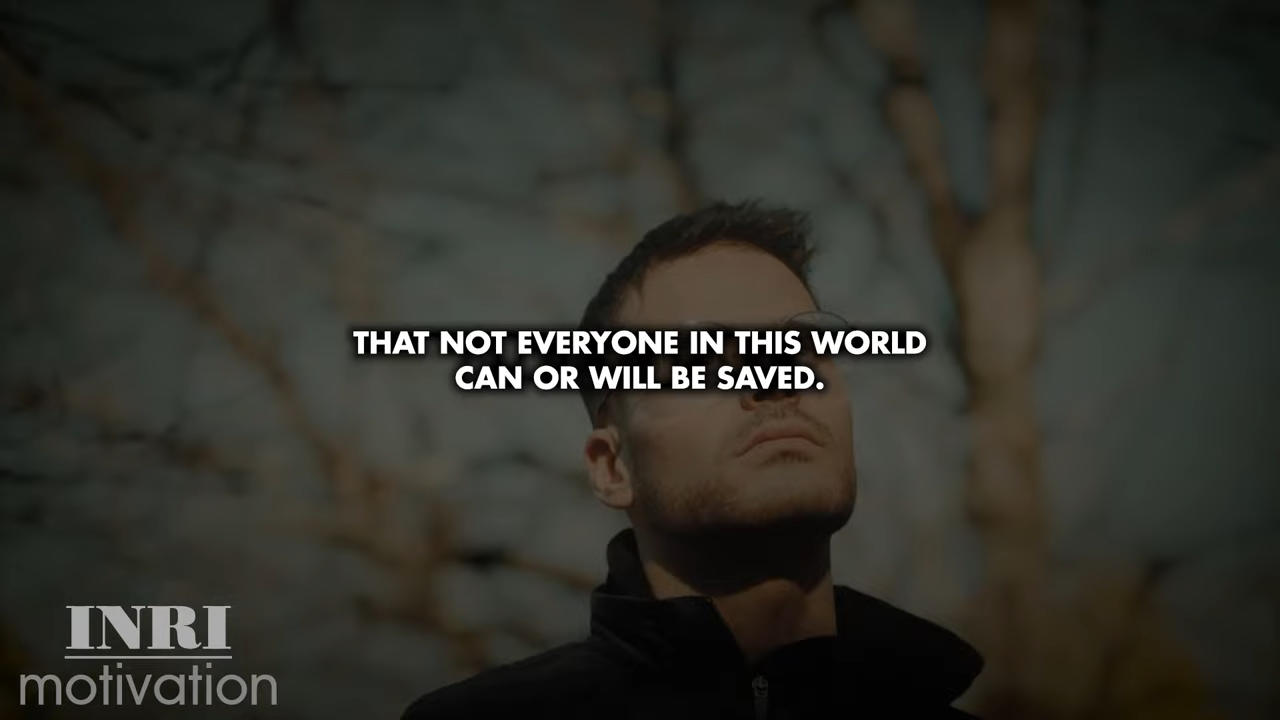 THAT NOT EVERYONE IN THIS WORLD
CAN OR WILL BE SAVED.
INRI
motivation